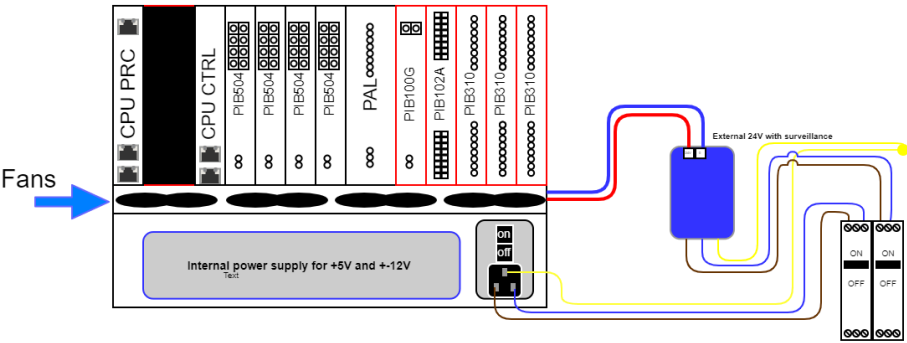 CPU PRC
CPU CTRL
PIB504
PIB504
PIB504
PIB504
PAL
PIB100G
PIB102A
PIB310
PIB310
PIB310
External 24V with surveillance
Fans
on
off
Internal power supply for +5V and +-12V
Text
ON
OFF
ON
OFF